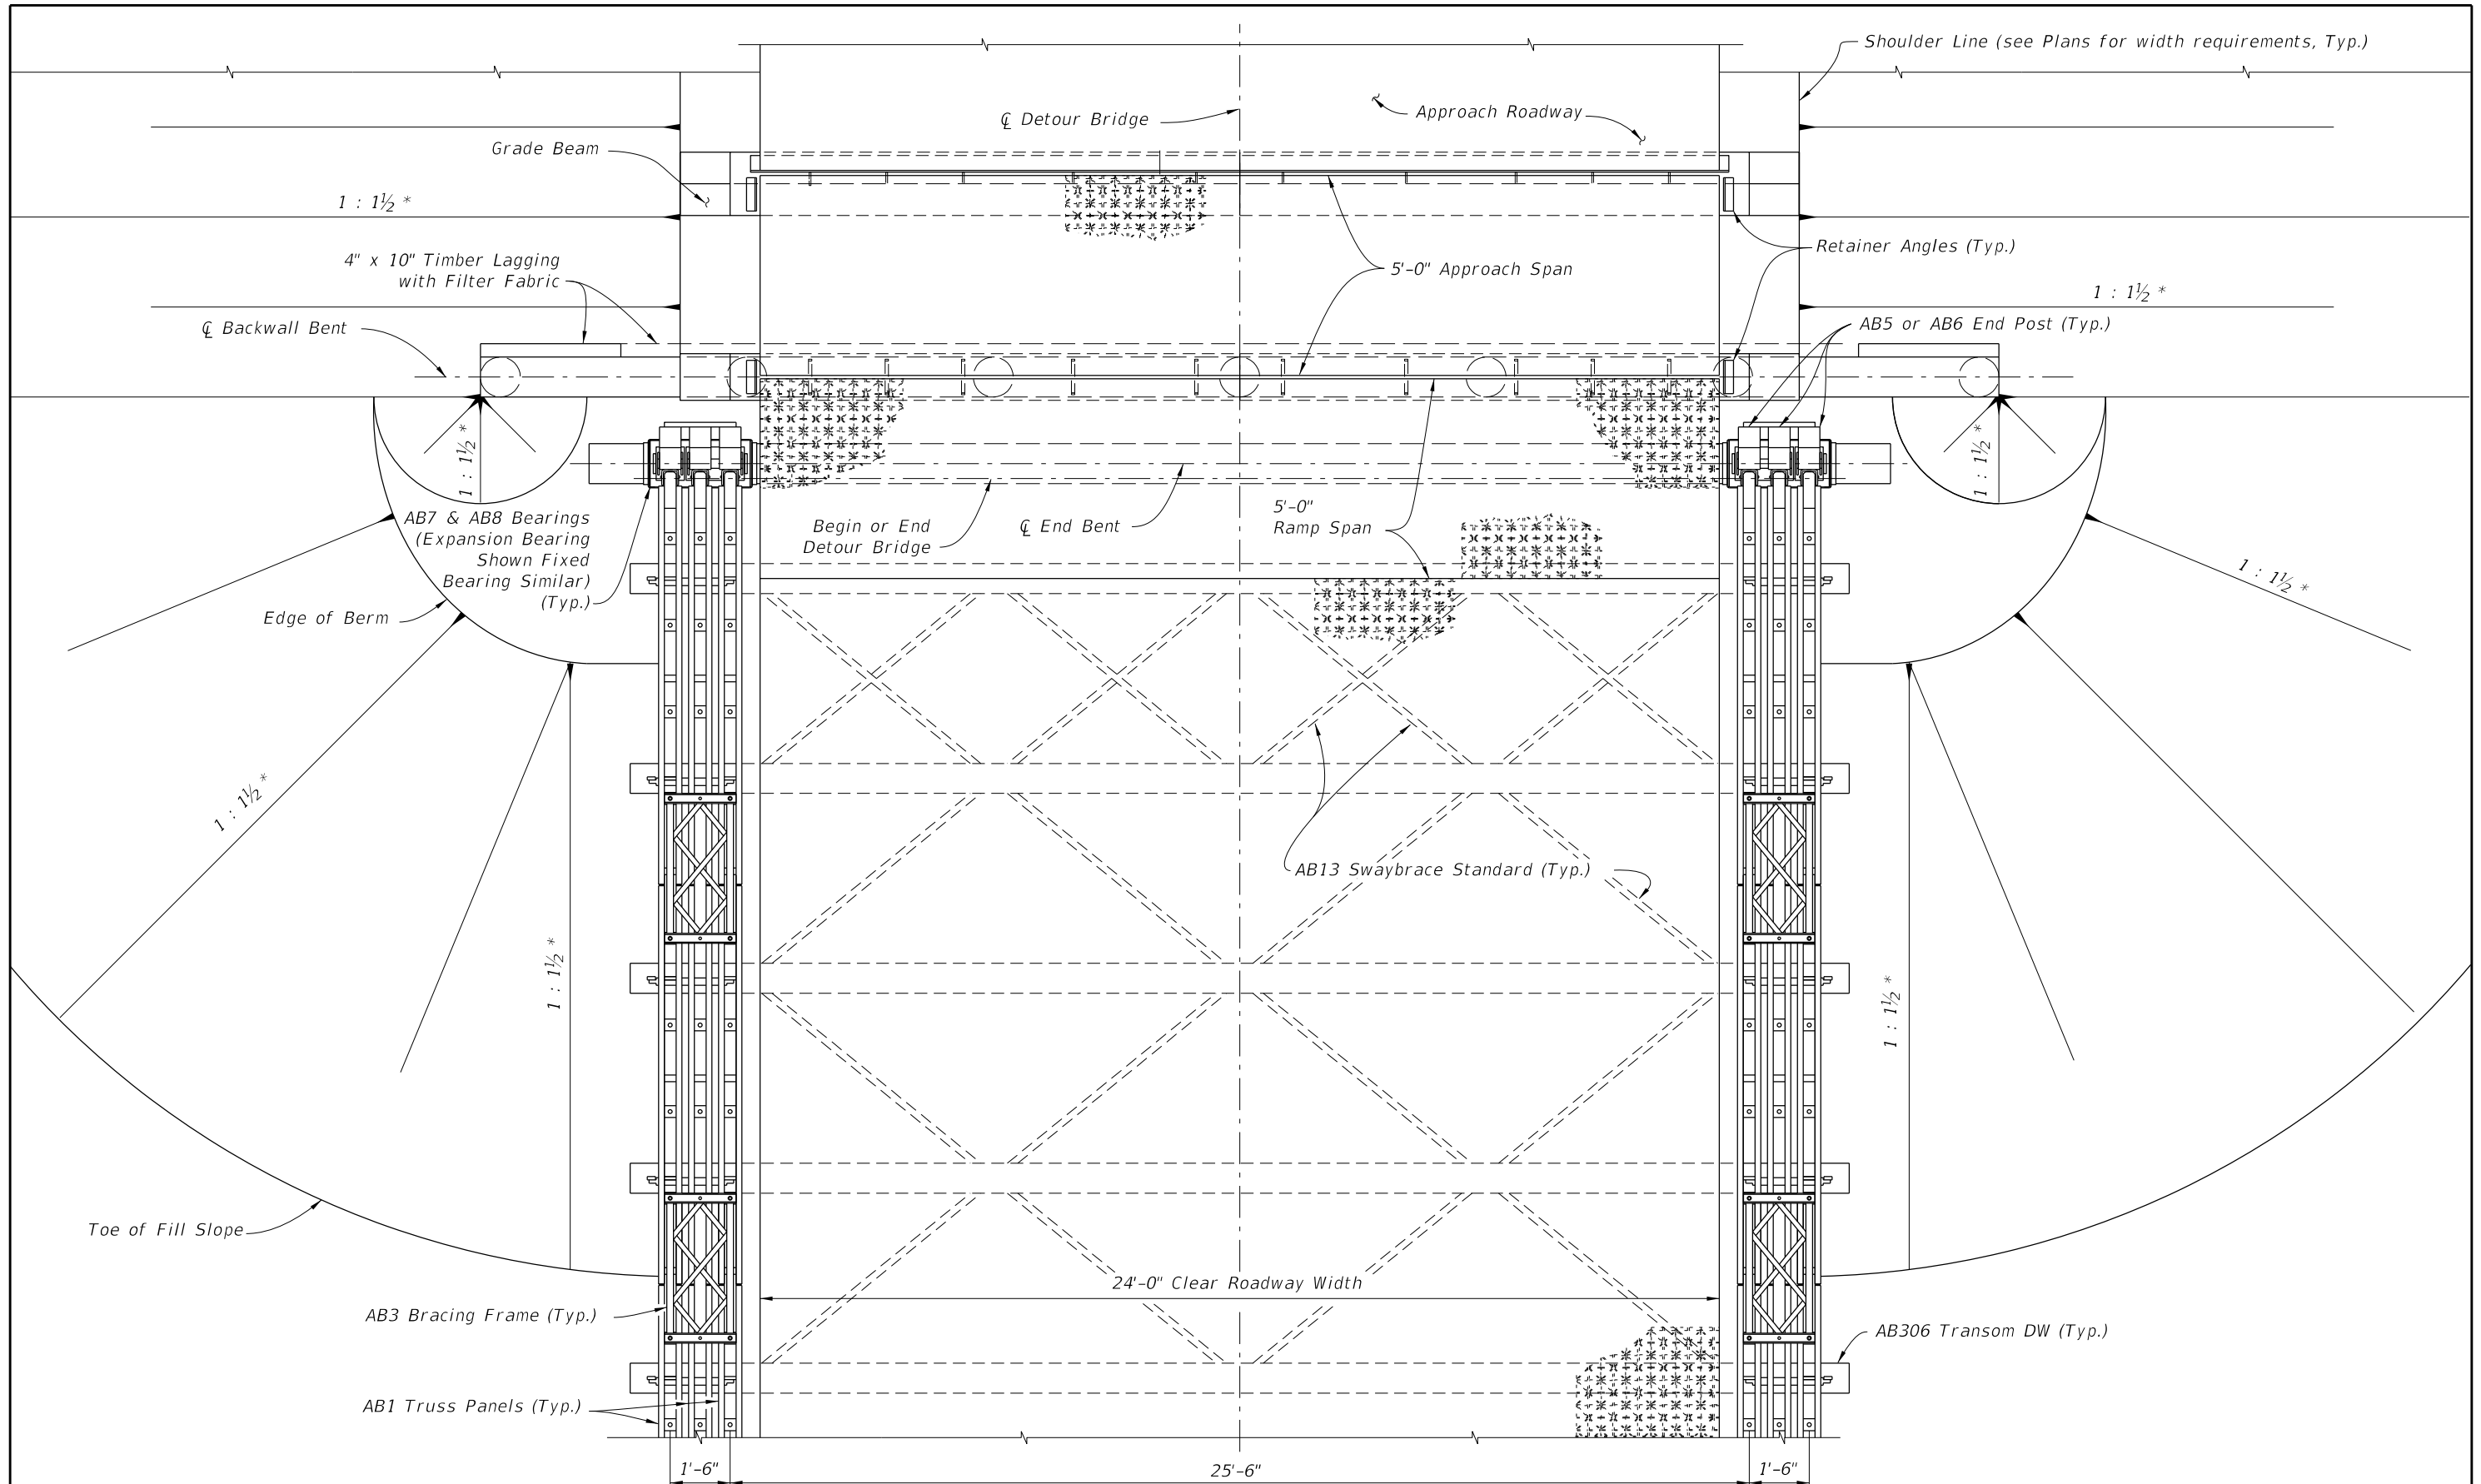 Shoulder Line (see Plans for width requirements, Typ.)
℄ Detour Bridge
Approach Roadway
Grade Beam
1 : 1½ *
Retainer Angles (Typ.)
4" x 10" Timber Lagging
with Filter Fabric
5'-0" Approach Span
1 : 1½ *
℄ Backwall Bent
AB5 or AB6 End Post (Typ.)
1 : 1½ *
1 : 1½ *
AB7 & AB8 Bearings
(Expansion Bearing
Shown Fixed
Bearing Similar)
(Typ.)
Begin or End
Detour Bridge
℄ End Bent
5'-0"
Ramp Span
1 : 1½ *
Edge of Berm
1 : 1½ *
AB13 Swaybrace Standard (Typ.)
1 : 1½ *
1 : 1½ *
Toe of Fill Slope
24'-0" Clear Roadway Width
AB3 Bracing Frame (Typ.)
AB306 Transom DW (Typ.)
AB1 Truss Panels (Typ.)
1'-6"
25'-6"
1'-6"